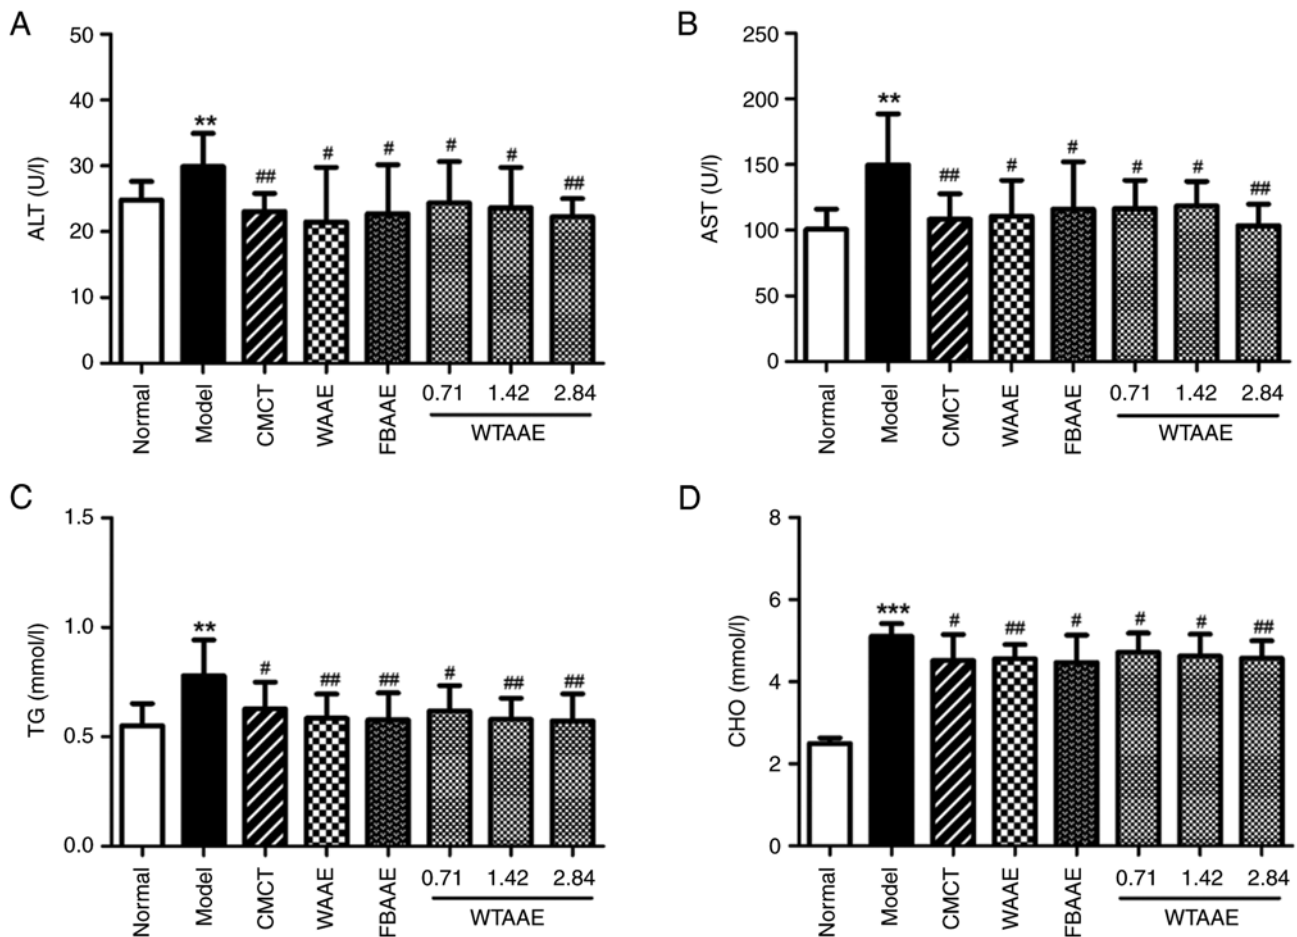 A
ALT (U/l)
50
40
30
20
10
0
**
##
#
#
#
#
##
Normal
Model
CMCT
WAAE
FBAAE
0.71 1.42 2.84
WTAAE
B
AST (U/l)
250
200
150
100
50
0
**
##
#
#
#
#
##
Normal
Model
CMCT
WAAE
FBAAE
0.71 1.42 2.84
WTAAE
C
TG (mmol/l)
1.5
1.0
0.5
0.0
**
#
##
##
#
##
##
Normal
Model
CMCT
WAAE
FBAAE
0.71 1.42 2.84
WTAAE
D
CHO (mmol/l)
8
6
4
2
0
***
#
##
#
#
#
##
Normal
Model
CMCT
WAAE
FBAAE
0.71 1.42 2.84
WTAAE